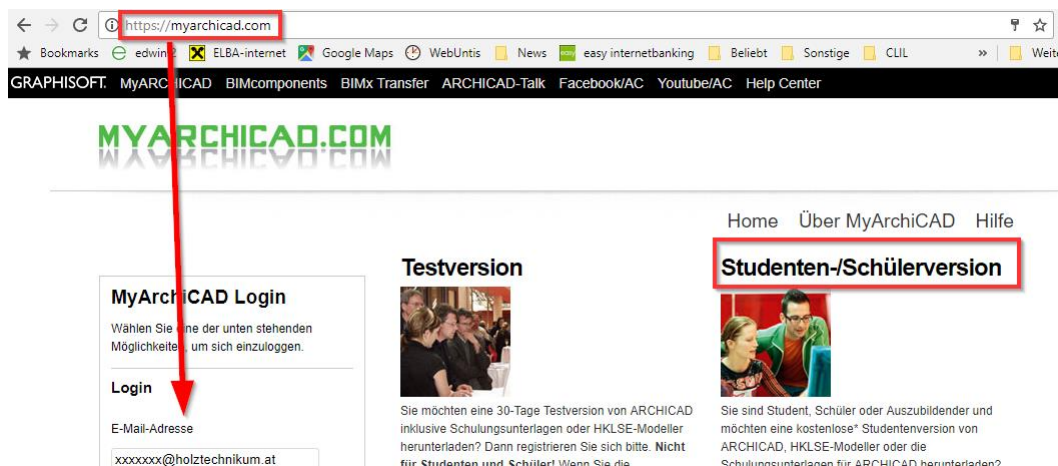 https://myarchicad.com
Bookmarks edwin2 ELBA-internet Google Maps WebUntis News easy easy internetbanking Beliebt Sonstige CLIL »
GRAPHISOFT. MyARCHICAD BIMcomponents BIMx Transfer ARCHICAD-Talk Facebook/AC Youtube/AC Help Center
MYARCHICAD.COM
Home Über MyArchiCAD Hilfe
MyArchiCAD Login
Wählen Sie eine der unten stehenden
Möglichkeiten, um sich einzuloggen.
Login
E-Mail-Adresse
xxxxxxx@holztechnikum.at
Testversion
Sie möchten eine 30-Tage Testversion von ARCHICAD
inklusive Schulungsunterlagen oder HKLSE-Modeller
herunterladen? Dann registrieren Sie sich bitte. Nicht
für Studenten und Schüler! Wenn Sie die
Studenten-/Schülerversion
Sie sind Student, Schüler oder Auszubildender und
möchten eine kostenlose* Studentenversion von
ARCHICAD, HKLSE-Modeller oder die
Schulungsunterlagen für ARCHICAD herunterladen?